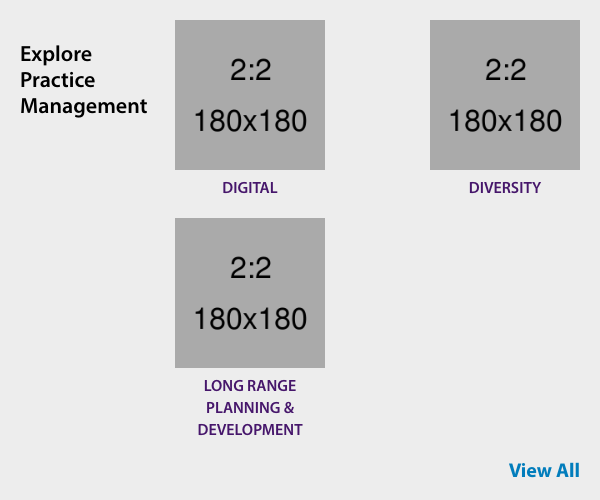 Explore
Practice
Management
2:2
180x180
DIGITAL
2:2
180x180
DIVERSITY
2:2
180x180
LONG RANGE
PLANNING &
DEVELOPMENT
View All